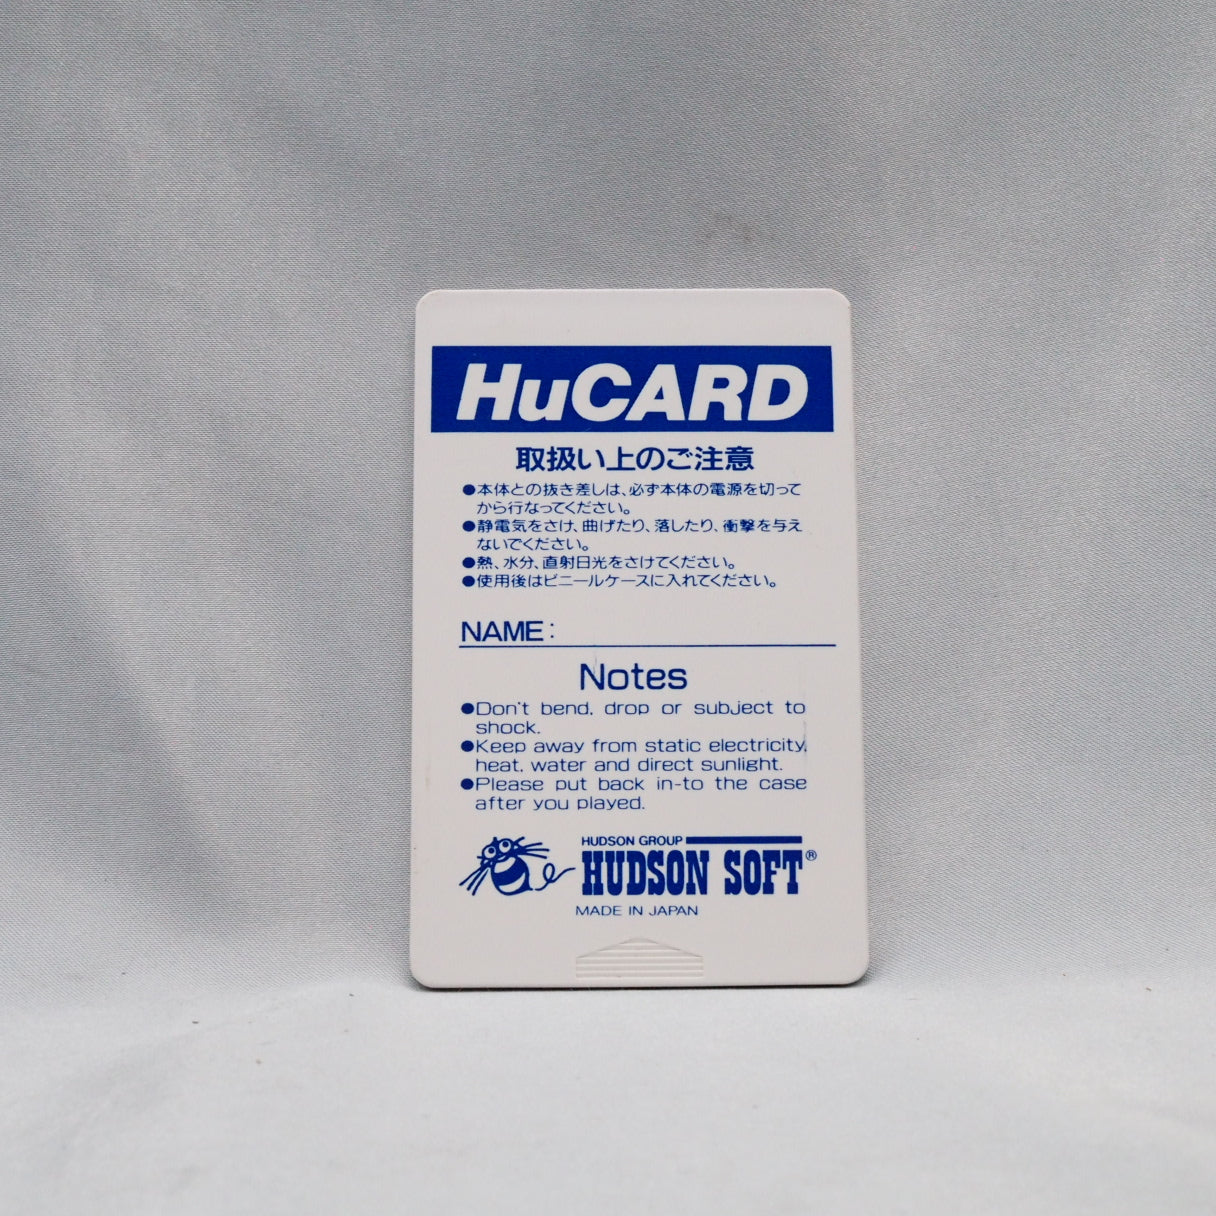 HuCARD
取扱い上のご注意
●本体との抜き差しは、必ず本体の電源を切って
から行なってください。
●静電気をさけ、曲げたり、落したり、衝撃を与え
ないでください。
●熱、水分、直射日光をさけてください。
●使用後はビニールケースに入れてください。
NAME:
Notes
●Don't bend, drop or subject to
shock.
●Keep away from static electricity,
heat, water and direct sunlight.
●Please put back in-to the case
after you played.
HUDSON GROUP
HUDSON SOFT®
MADE IN JAPAN